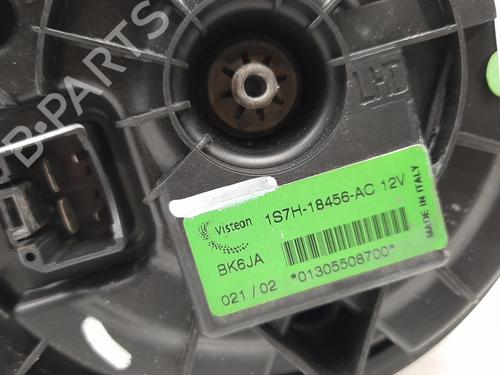 B-PARTS
LHD
Visteon
1S7H-18456-AC 12V
BK6JA
MADE IN ITALY
021 / 02 *01305508700*